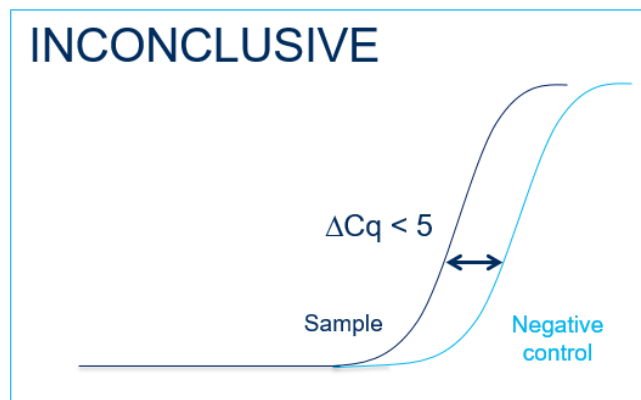 INCONCLUSIVE
ΔCq < 5
Sample
Negative
control